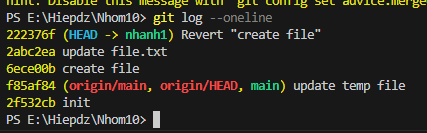 hint: Disable this message with "git config set advice.merge
PS E:\Hiepdz\Nhom10> git log --oneline
222376f (HEAD -> nhanh1) Revert "create file"
2abc2ea update file.txt
6ece00b create file
f85af84 (origin/main, origin/HEAD, main) update temp file
2f532cb init
PS E:\Hiepdz\Nhom10>